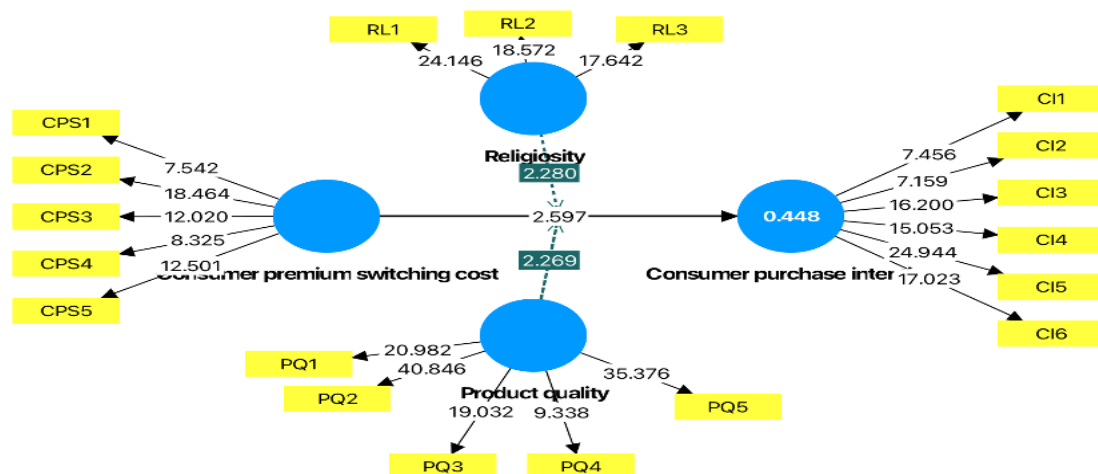 RL1
RL2
RL3
24.146
18.572
17.642
Religiosity
2.280
CPS1
CPS2
CPS3
CPS4
CPS5
7.542
18.464
12.020
8.325
12.501
Consumer premium switching cost
2.597
0.448
Consumer purchase inter
CI1
CI2
CI3
CI4
CI5
CI6
7.456
7.159
16.200
15.053
24.944
17.023
2.269
Product quality
PQ1
PQ2
PQ3
PQ4
PQ5
20.982
40.846
19.032
9.338
35.376